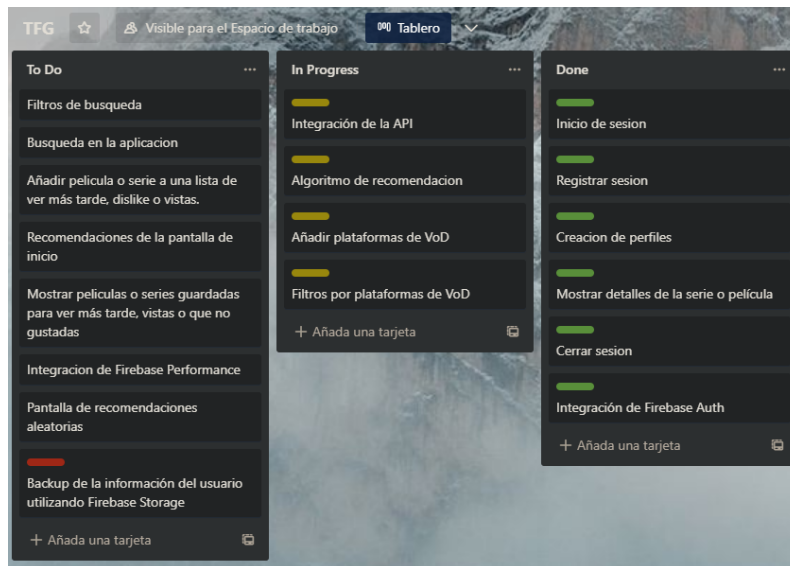 TFG
Visible para el Espacio de trabajo
Tablero
To Do
Filtros de busqueda
Busqueda en la aplicacion
Añadir pelicula o serie a una lista de
ver más tarde, dislike o vistas.
Recomendaciones de la pantalla de
inicio
Mostrar peliculas o series guardadas
para ver más tarde, vistas o que no
gustadas
Integracion de Firebase Performance
Pantalla de recomendaciones
aleatorias
Backup de la información del usuario
utilizando Firebase Storage
+ Añada una tarjeta
In Progress
Integración de la API
Algoritmo de recomendacion
Añadir plataformas de VoD
Filtros por plataformas de VoD
+ Añada una tarjeta
Done
Inicio de sesion
Registrar sesion
Creacion de perfiles
Mostrar detalles de la serie o película
Cerrar sesion
Integración de Firebase Auth
+ Añada una tarjeta